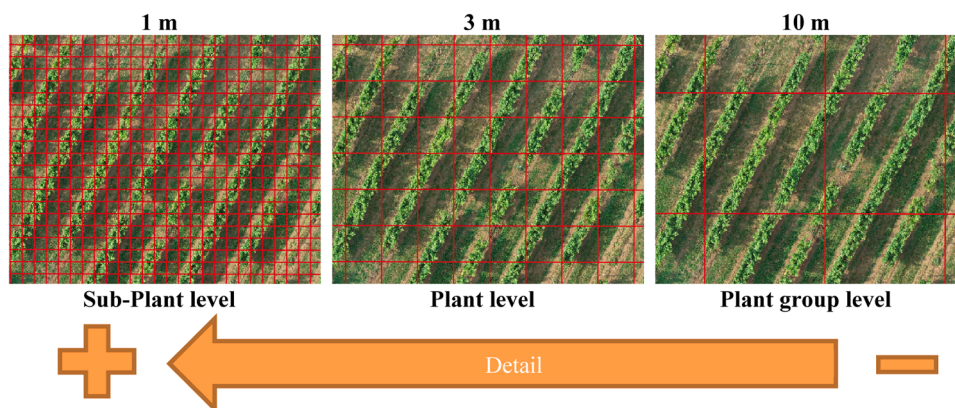 1 m
3 m
10 m
Sub-Plant level
Plant level
Plant group level
Detail